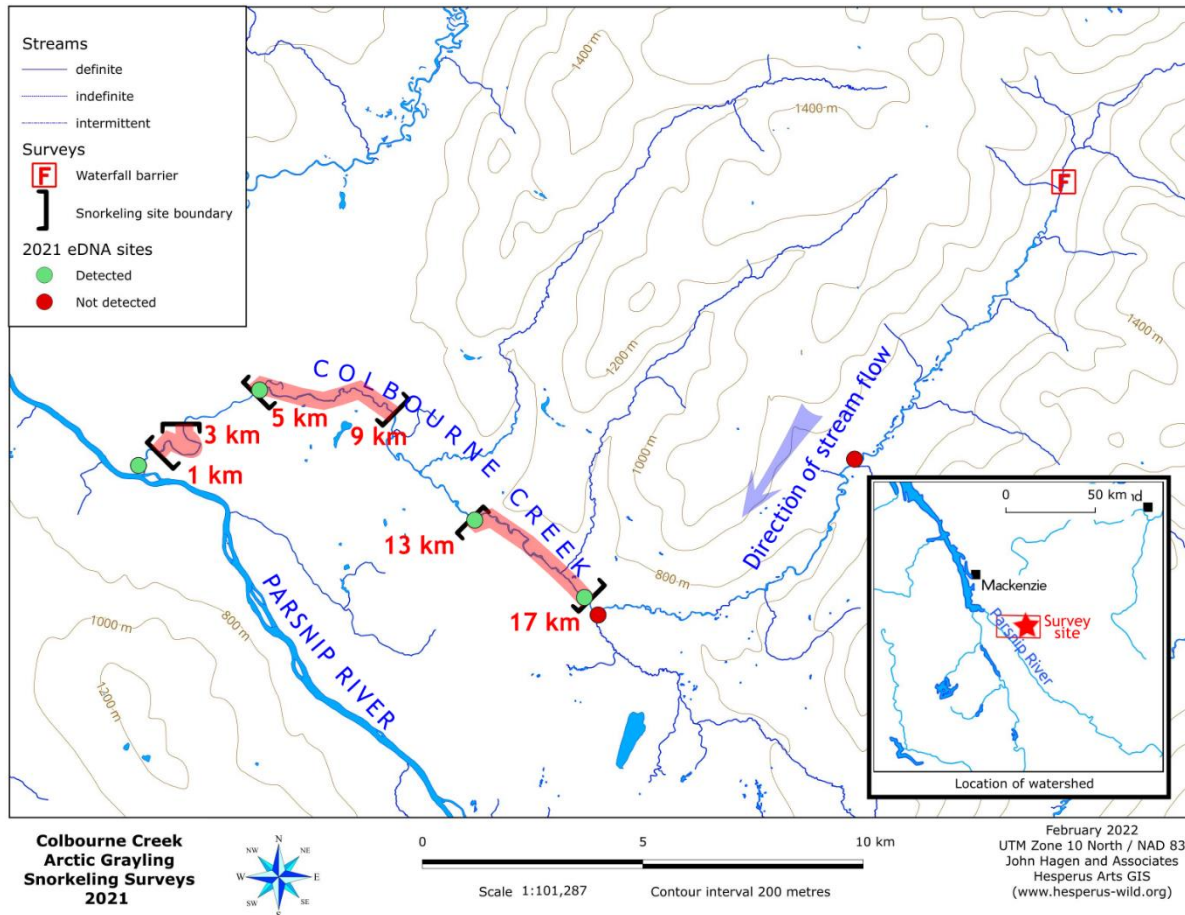 Streams
definite
indefinite
intermittent
Surveys
F
Waterfall barrier
Snorkeling site boundary
2021 eDNA sites
Detected
Not detected
1400 m
1400 m
F
1400 m
1200 m
1000 m
800 m
COLBOURNE CREEK
5 km
3 km
9 km
1 km
13 km
17 km
Direction of stream flow
PARSNIP RIVER
1000 m
800 m
1200 m
0 50 km
Mackenzie
Parsnip River
Survey
site
Location of watershed
Colbourne Creek
Arctic Grayling
Snorkeling Surveys
2021
N
NW
NE
W
E
SW
SE
S
0 5 10 km
Scale 1:101,287 Contour interval 200 metres
February 2022
UTM Zone 10 North / NAD 83
John Hagen and Associates
Hesperus Arts GIS
(www.hesperus-wild.org)